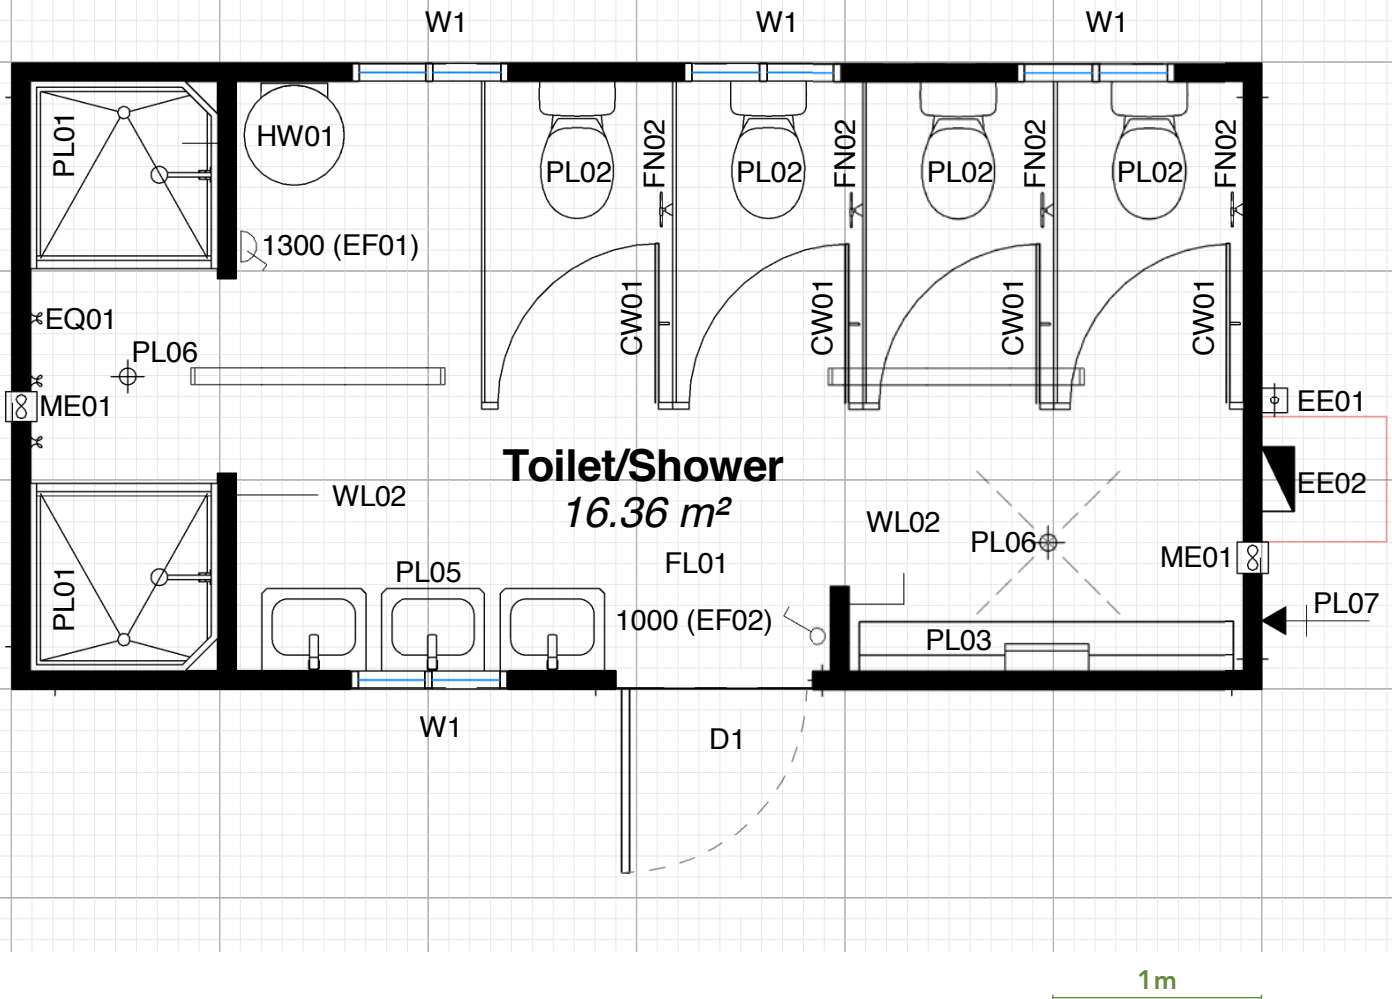 W1
W1
W1
PL01
HW01
PL02
FN02
PL02
FN02
PL02
FN02
PL02
FN02
1300 (EF01)
EQ01
CW01
CW01
CW01
CW01
PL06
ME01
EE01
Toilet/Shower
16.36 m²
EE02
WL02
WL02
PL06
FL01
ME01
PL05
PL01
1000 (EF02)
PL07
PL03
W1
D1
1m